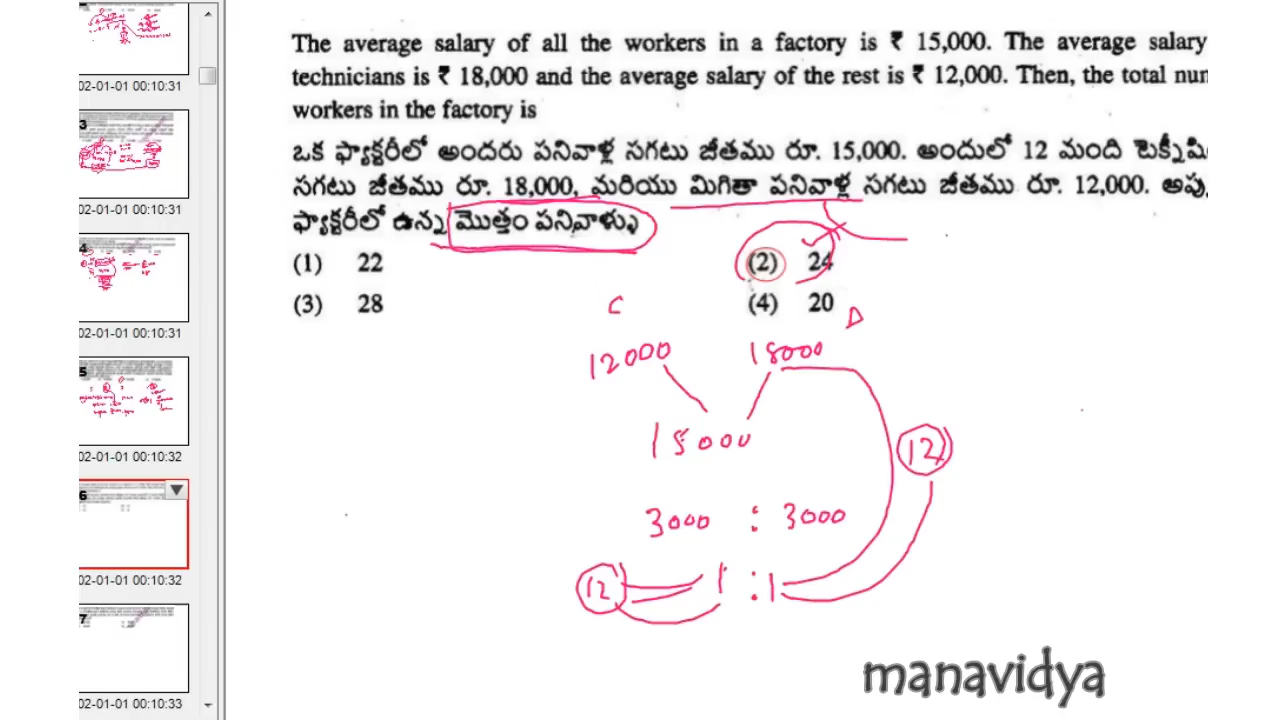 The average salary of all the workers in a factory is ₹ 15,000. The average salary
technicians is ₹ 18,000 and the average salary of the rest is ₹ 12,000. Then, the total
workers in the factory is
ఒక ఫ్యాక్టరీలో అందరు పనివాళ్ల సగటు జీతము రూ. 15,000. అందులో 12 మంది
సగటు జీతము రూ. 18,000, మరియు మిగితా పనివాళ్ల సగటు జీతము రూ. 12,000.
ఫ్యాక్టరీలో ఉన్న మొత్తం పనివాళ్ళు
(1) 22 (2) 24
(3) 28 (4) 20
12000 18000
15000
12
3000 : 3000
12 1 : 1
manavidya
02-01-01 00:10:31
3
02-01-01 00:10:31
4
02-01-01 00:10:31
5
02-01-01 00:10:32
6
02-01-01 00:10:32
7
02-01-01 00:10:33